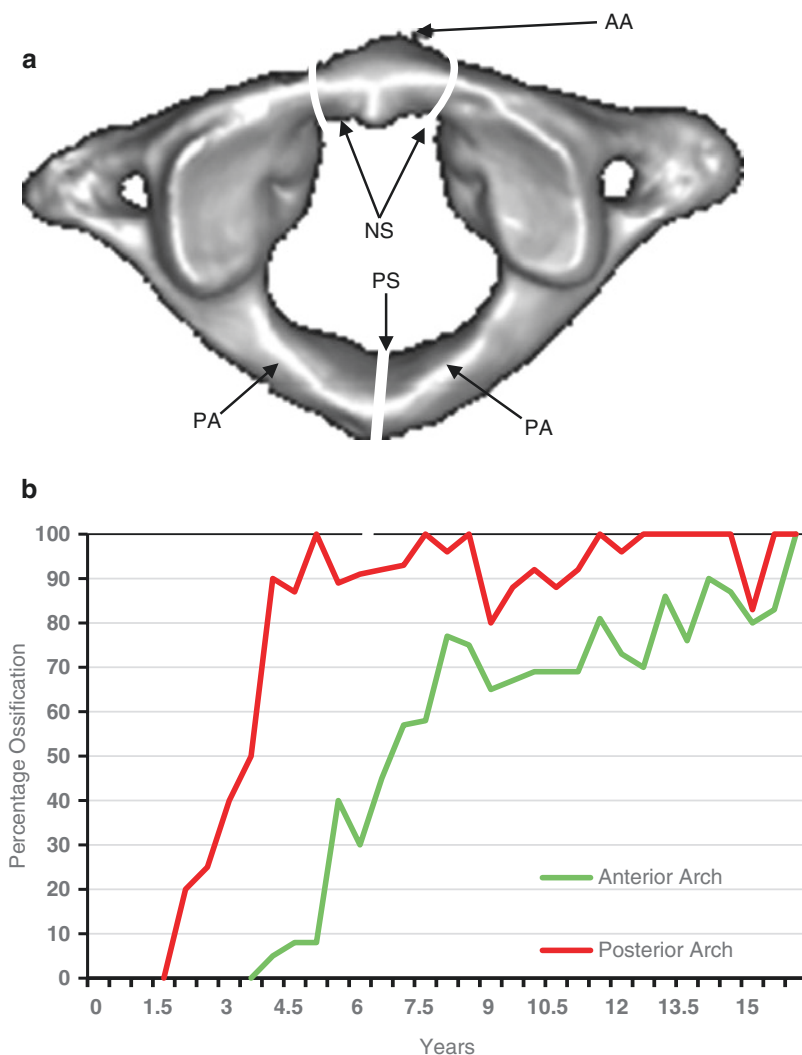 AA
a
NS
PS
PA
PA
b
100
90
80
70
60
50
40
30
20
10
0
Percentage Ossification
Anterior Arch
Posterior Arch
0 1.5 3 4.5 6 7.5 9 10.5 12 13.5 15
Years